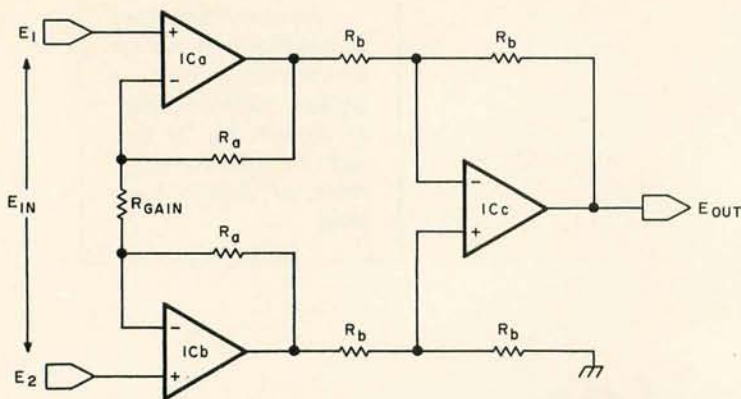 E1
+
ICa
−
Rb
Rb
Ra
EIN
RGAIN
−
ICc
+
EOUT
Ra
−
ICb
+
Rb
Rb
E2